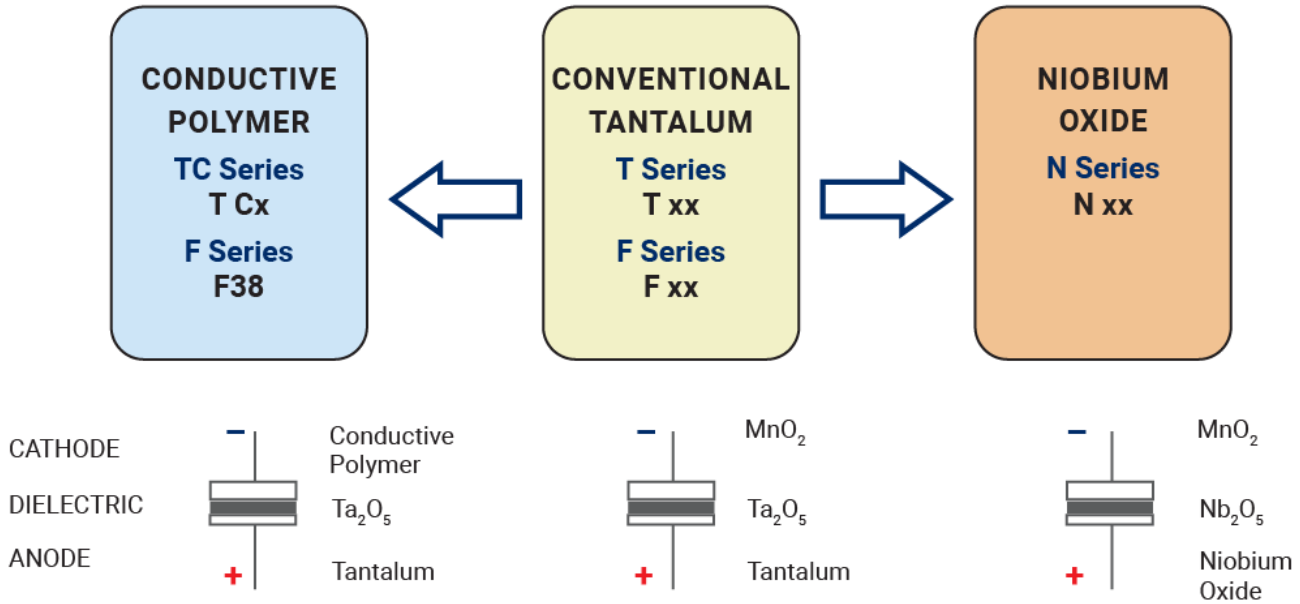 CONDUCTIVE
POLYMER
TC Series
T Cx
F Series
F38
CONVENTIONAL
TANTALUM
T Series
T xx
F Series
F xx
NIOBIUM
OXIDE
N Series
N xx
CATHODE
DIELECTRIC
ANODE
−
Conductive
Polymer
Ta₂O₅
+
Tantalum
−
MnO₂
Ta₂O₅
+
Tantalum
−
MnO₂
Nb₂O₅
+
Niobium
Oxide